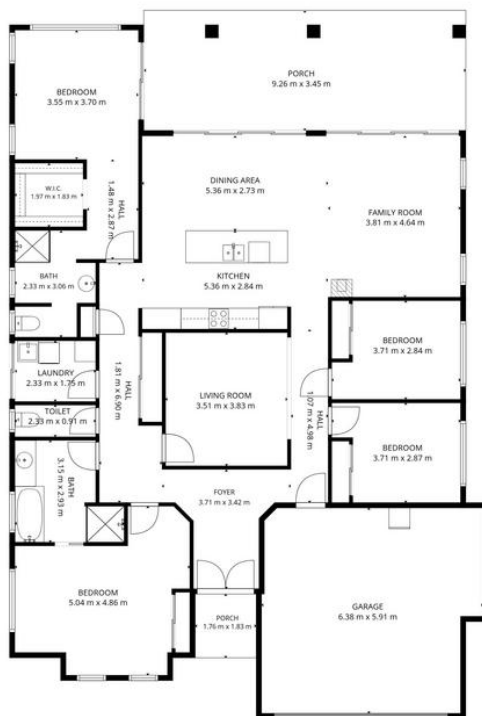 PORCH
9.26 m x 3.45 m
BEDROOM
3.55 m x 3.70 m
W.I.C.
1.97 m x 1.83 m
HALL
1.48 m x 2.87 m
DINING AREA
5.36 m x 2.73 m
FAMILY ROOM
3.81 m x 4.64 m
BATH
2.33 m x 3.06 m
KITCHEN
5.36 m x 2.84 m
LAUNDRY
2.33 m x 1.75 m
HALL
1.81 m x 6.90 m
LIVING ROOM
3.51 m x 3.83 m
BEDROOM
3.71 m x 2.84 m
TOILET
2.33 m x 0.91 m
HALL
1.07 m x 4.98 m
BEDROOM
3.71 m x 2.87 m
BATH
3.15 m x 2.93 m
FOYER
3.71 m x 3.42 m
BEDROOM
5.04 m x 4.86 m
PORCH
1.76 m x 1.83 m
GARAGE
6.38 m x 5.91 m